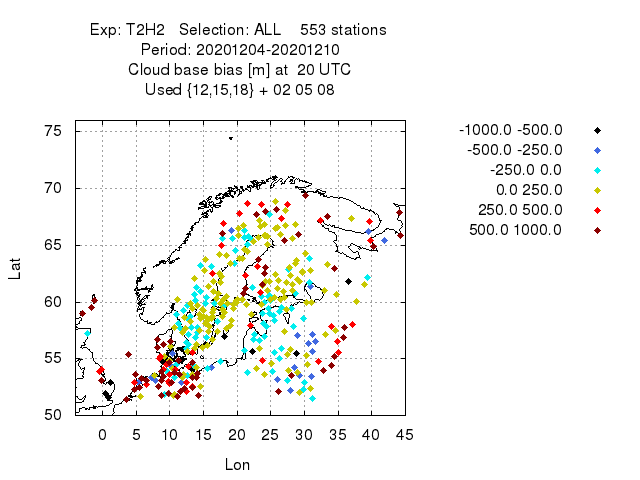 Exp: T2H2 Selection: ALL 553 stations
Period: 20201204-20201210
Cloud base bias [m] at 20 UTC
Used {12,15,18} + 02 05 08
-1000.0 -500.0
-500.0 -250.0
-250.0 0.0
0.0 250.0
250.0 500.0
500.0 1000.0
75
70
65
60
55
50
Lat
0 5 10 15 20 25 30 35 40 45
Lon